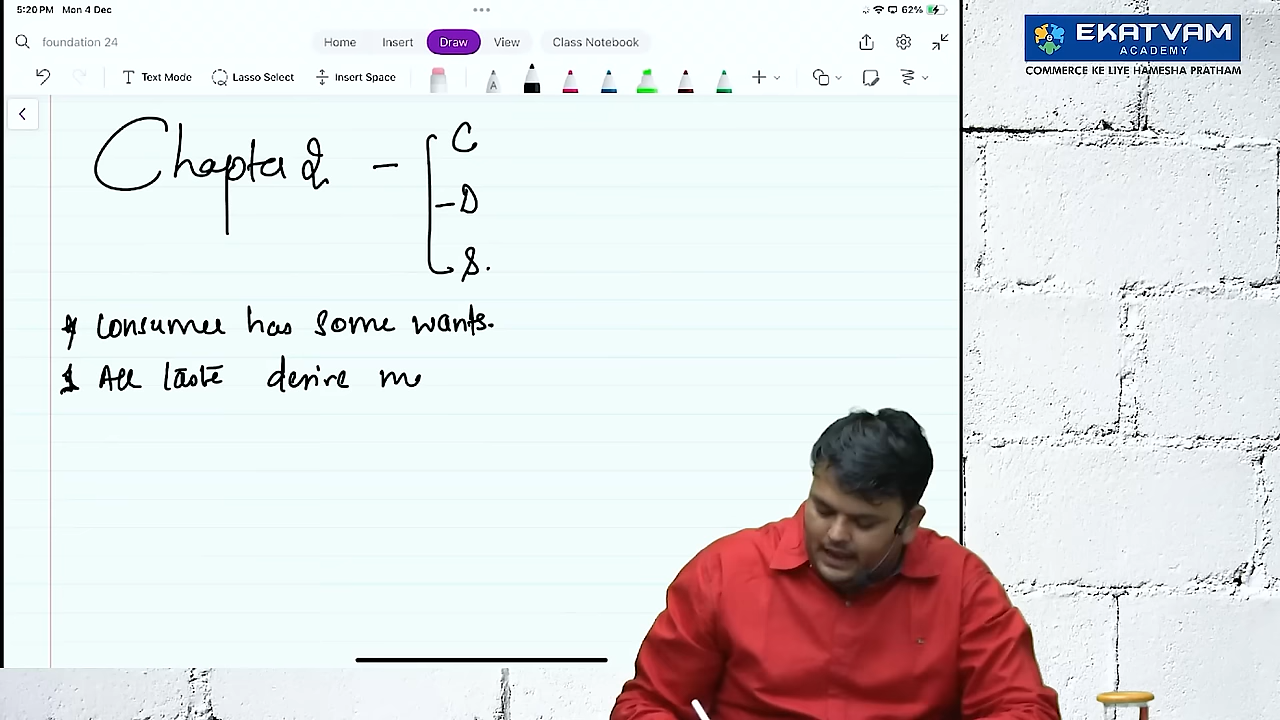 5:20 PM Mon 4 Dec
62%
foundation 24
Home Insert Draw View Class Notebook
Text Mode Lasso Select Insert Space
EKATVAM
ACADEMY
COMMERCE KE LIYE HAMESHA PRATHAM
Chapter 2 - C
- D
S.
* Consumer has some wants.
* All taste desire mo